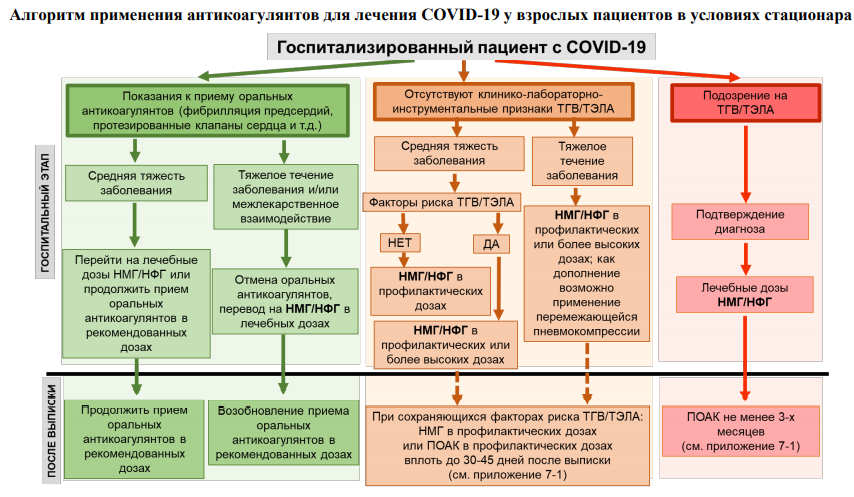 Алгоритм применения антикоагулянтов для лечения COVID-19 у взрослых пациентов в условиях стационара
Госпитализированный пациент с COVID-19
ГОСПИТАЛЬНЫЙ ЭТАП
Показания к приему оральных
антикоагулянтов (фибрилляция предсердий,
протезированные клапаны сердца и т.д.)
Средняя тяжесть
заболевания
Тяжелое течение
заболевания и/или
межлекарственное
взаимодействие
Перейти на лечебные
дозы НМГ/НФГ или
продолжить прием
оральных
антикоагулянтов в
рекомендованных
дозах
Отмена оральных
антикоагулянтов,
перевод на НМГ/НФГ в
лечебных дозах
Отсутствуют клинико-лабораторно-
инструментальные признаки ТГВ/ТЭЛА
Средняя тяжесть
заболевания
Факторы риска ТГВ/ТЭЛА
НЕТ
ДА
НМГ/НФГ в
профилактических
дозах
НМГ/НФГ в
профилактических или
более высоких дозах
Тяжелое
течение
заболевания
НМГ/НФГ в
профилактических
или более высоких
дозах; как
дополнение
возможно
применение
перемежающейся
пневмокомпрессии
Подозрение на
ТГВ/ТЭЛА
Подтверждение
диагноза
Лечебные дозы
НМГ/НФГ
ПОСЛЕ ВЫПИСКИ
Продолжить прием
оральных
антикоагулянтов в
рекомендованных
дозах
Возобновление приема
оральных
антикоагулянтов в
рекомендованных дозах
При сохраняющихся факторах риска ТГВ/ТЭЛА:
НМГ в профилактических дозах
или ПОАК в профилактических дозах
вплоть до 30-45 дней после выписки
(см. приложение 7-1)
ПОАК не менее 3-х
месяцев
(см. приложение 7-1)